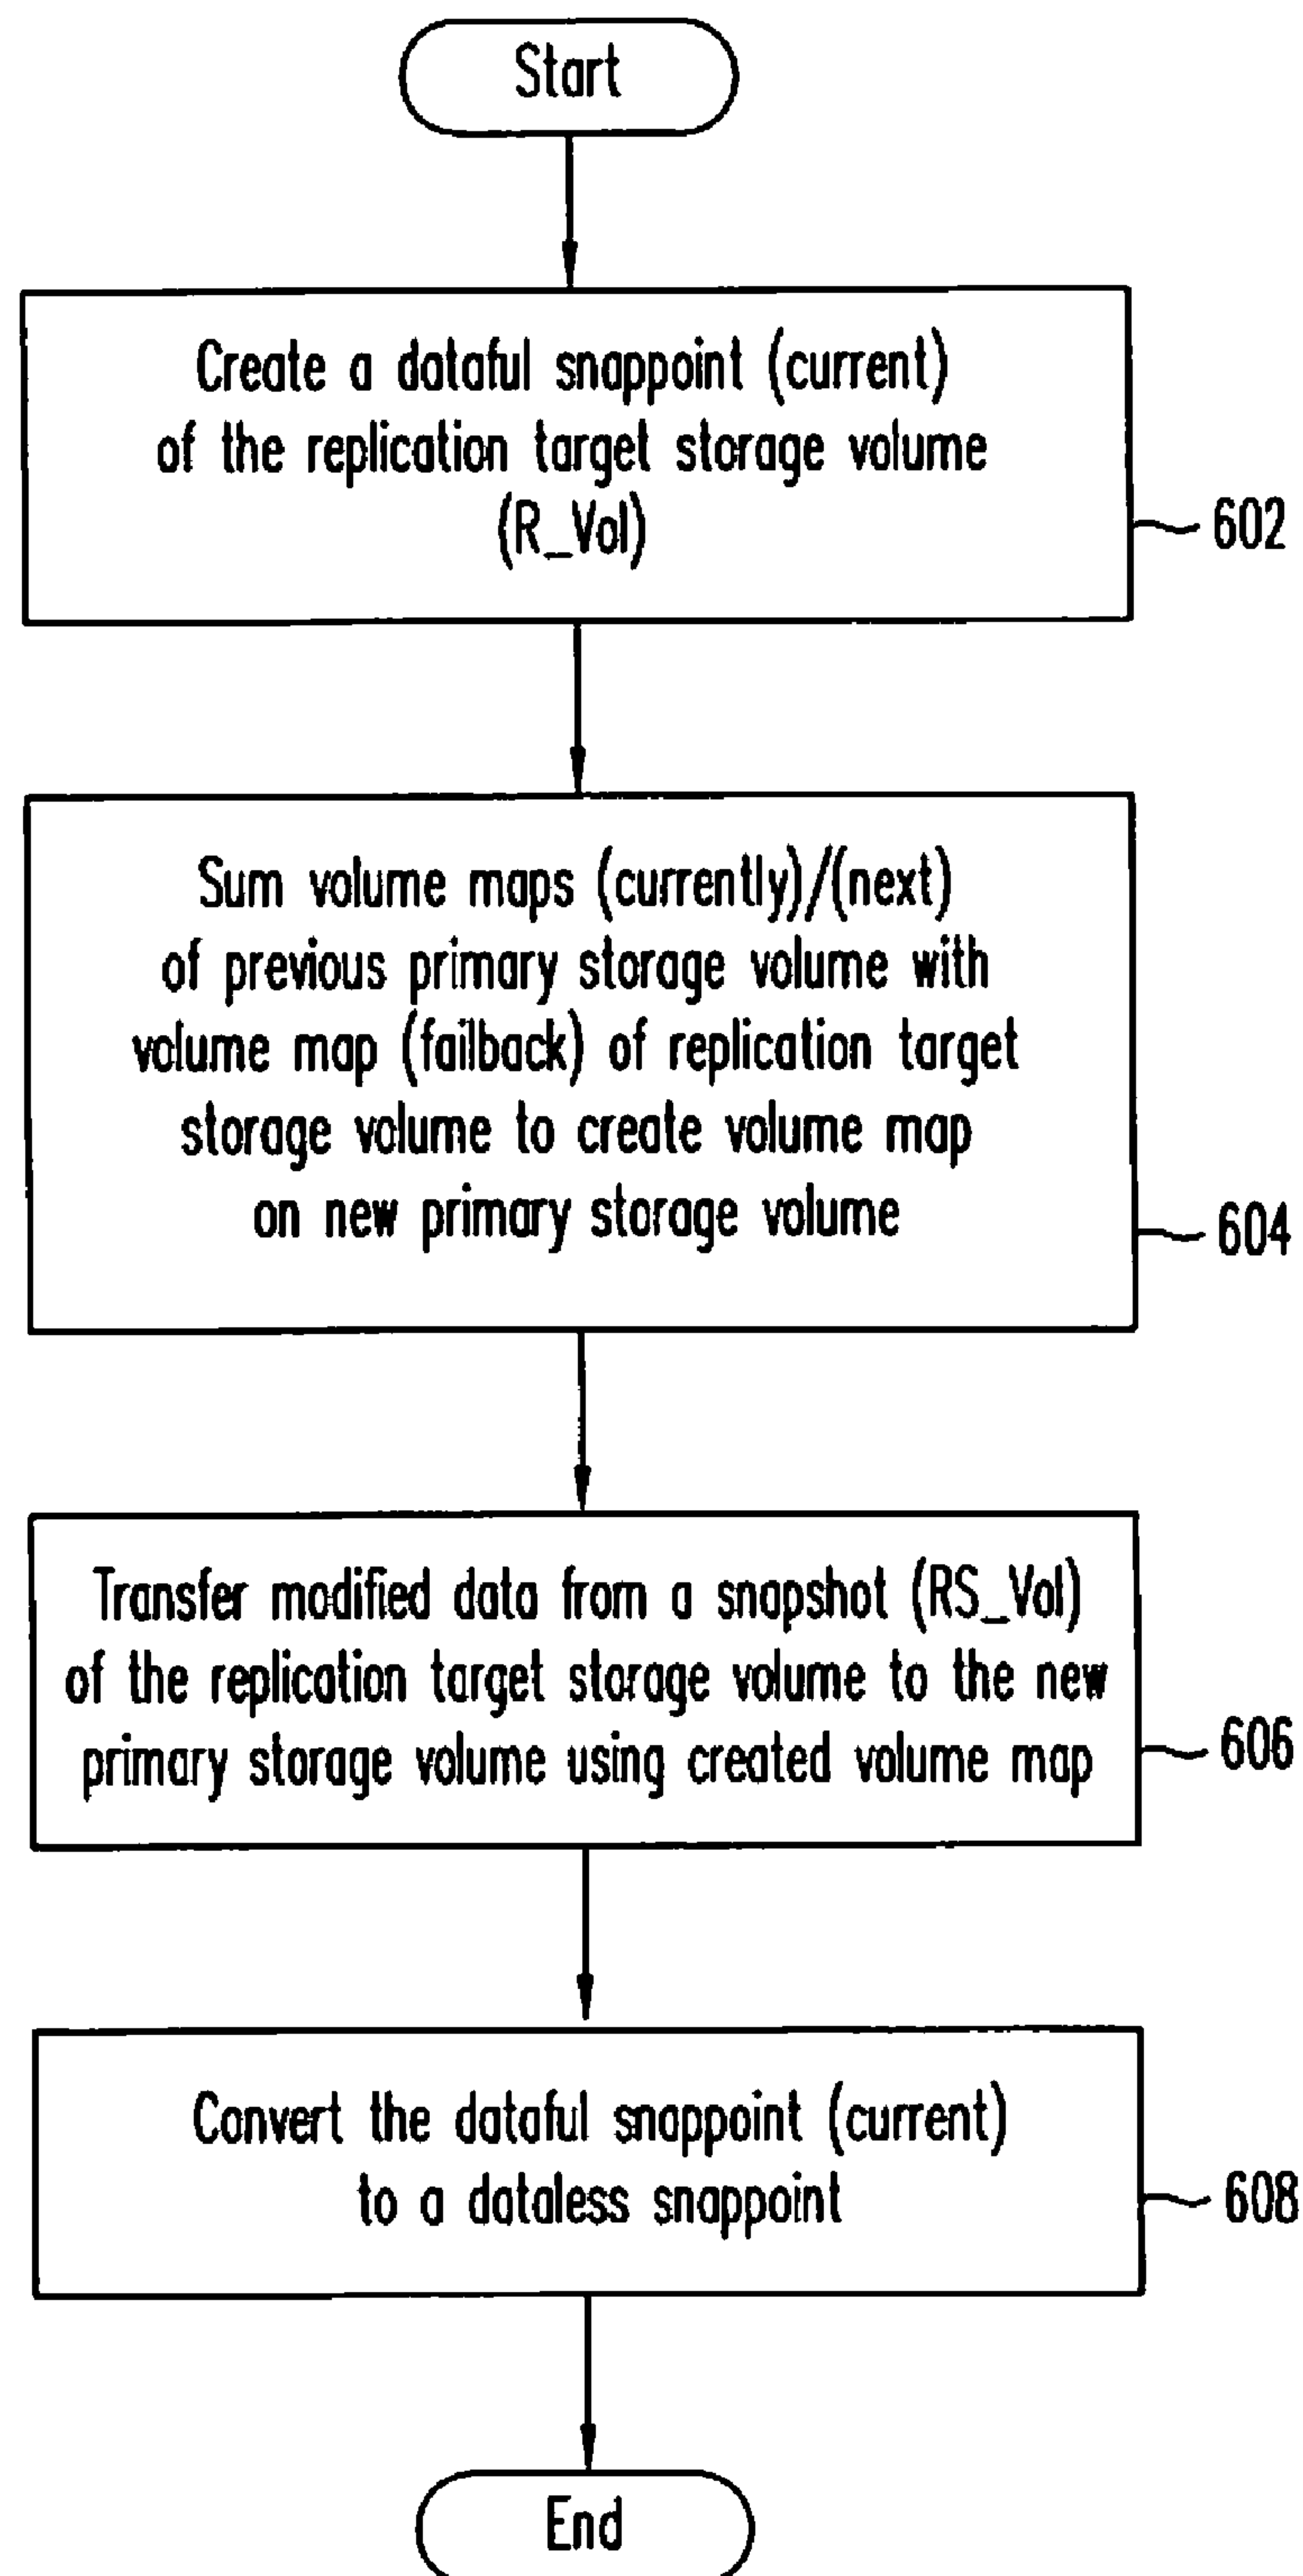 Start
Create a dataful snappoint (current)
of the replication target storage volume
(R_Vol)
602
Sum volume maps (currently)/(next)
of previous primary storage volume with
volume map (failback) of replication target
storage volume to create volume map
on new primary storage volume
604
Transfer modified data from a snapshot (RS_Vol)
of the replication target storage volume to the new
primary storage volume using created volume map
606
Convert the dataful snappoint (current)
to a dataless snappoint
608
End